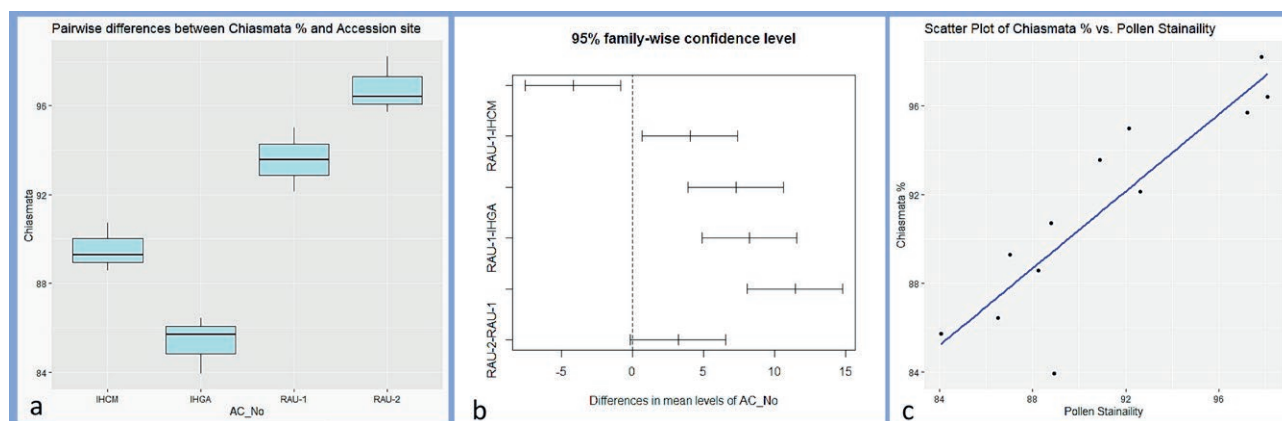 Pairwise differences between Chiasmata % and Accession site
Chiasmata
96
92
88
84
IHCM
IHGA
RAU-1
RAU-2
AC_No
a
95% family-wise confidence level
RAU-1-IHCM
RAU-1-IHGA
RAU-2-RAU-1
-5
0
5
10
15
Differences in mean levels of AC_No
b
Scatter Plot of Chiasmata % vs. Pollen Stainaility
Chiasmata %
96
92
88
84
84
88
92
96
Pollen Stainaility
c